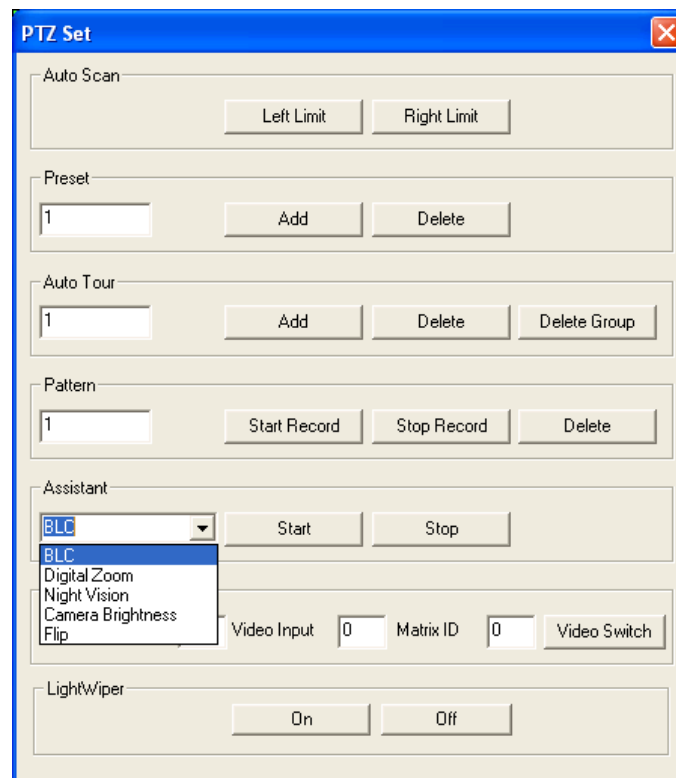 PTZ Set
Auto Scan
Left Limit Right Limit
Preset
1 Add Delete
Auto Tour
1 Add Delete Delete Group
Pattern
1 Start Record Stop Record Delete
Assistant
BLC Start Stop
BLC
Digital Zoom
Night Vision
Camera Brightness
Flip
Video Input 0 Matrix ID 0 Video Switch
LightWiper
On Off